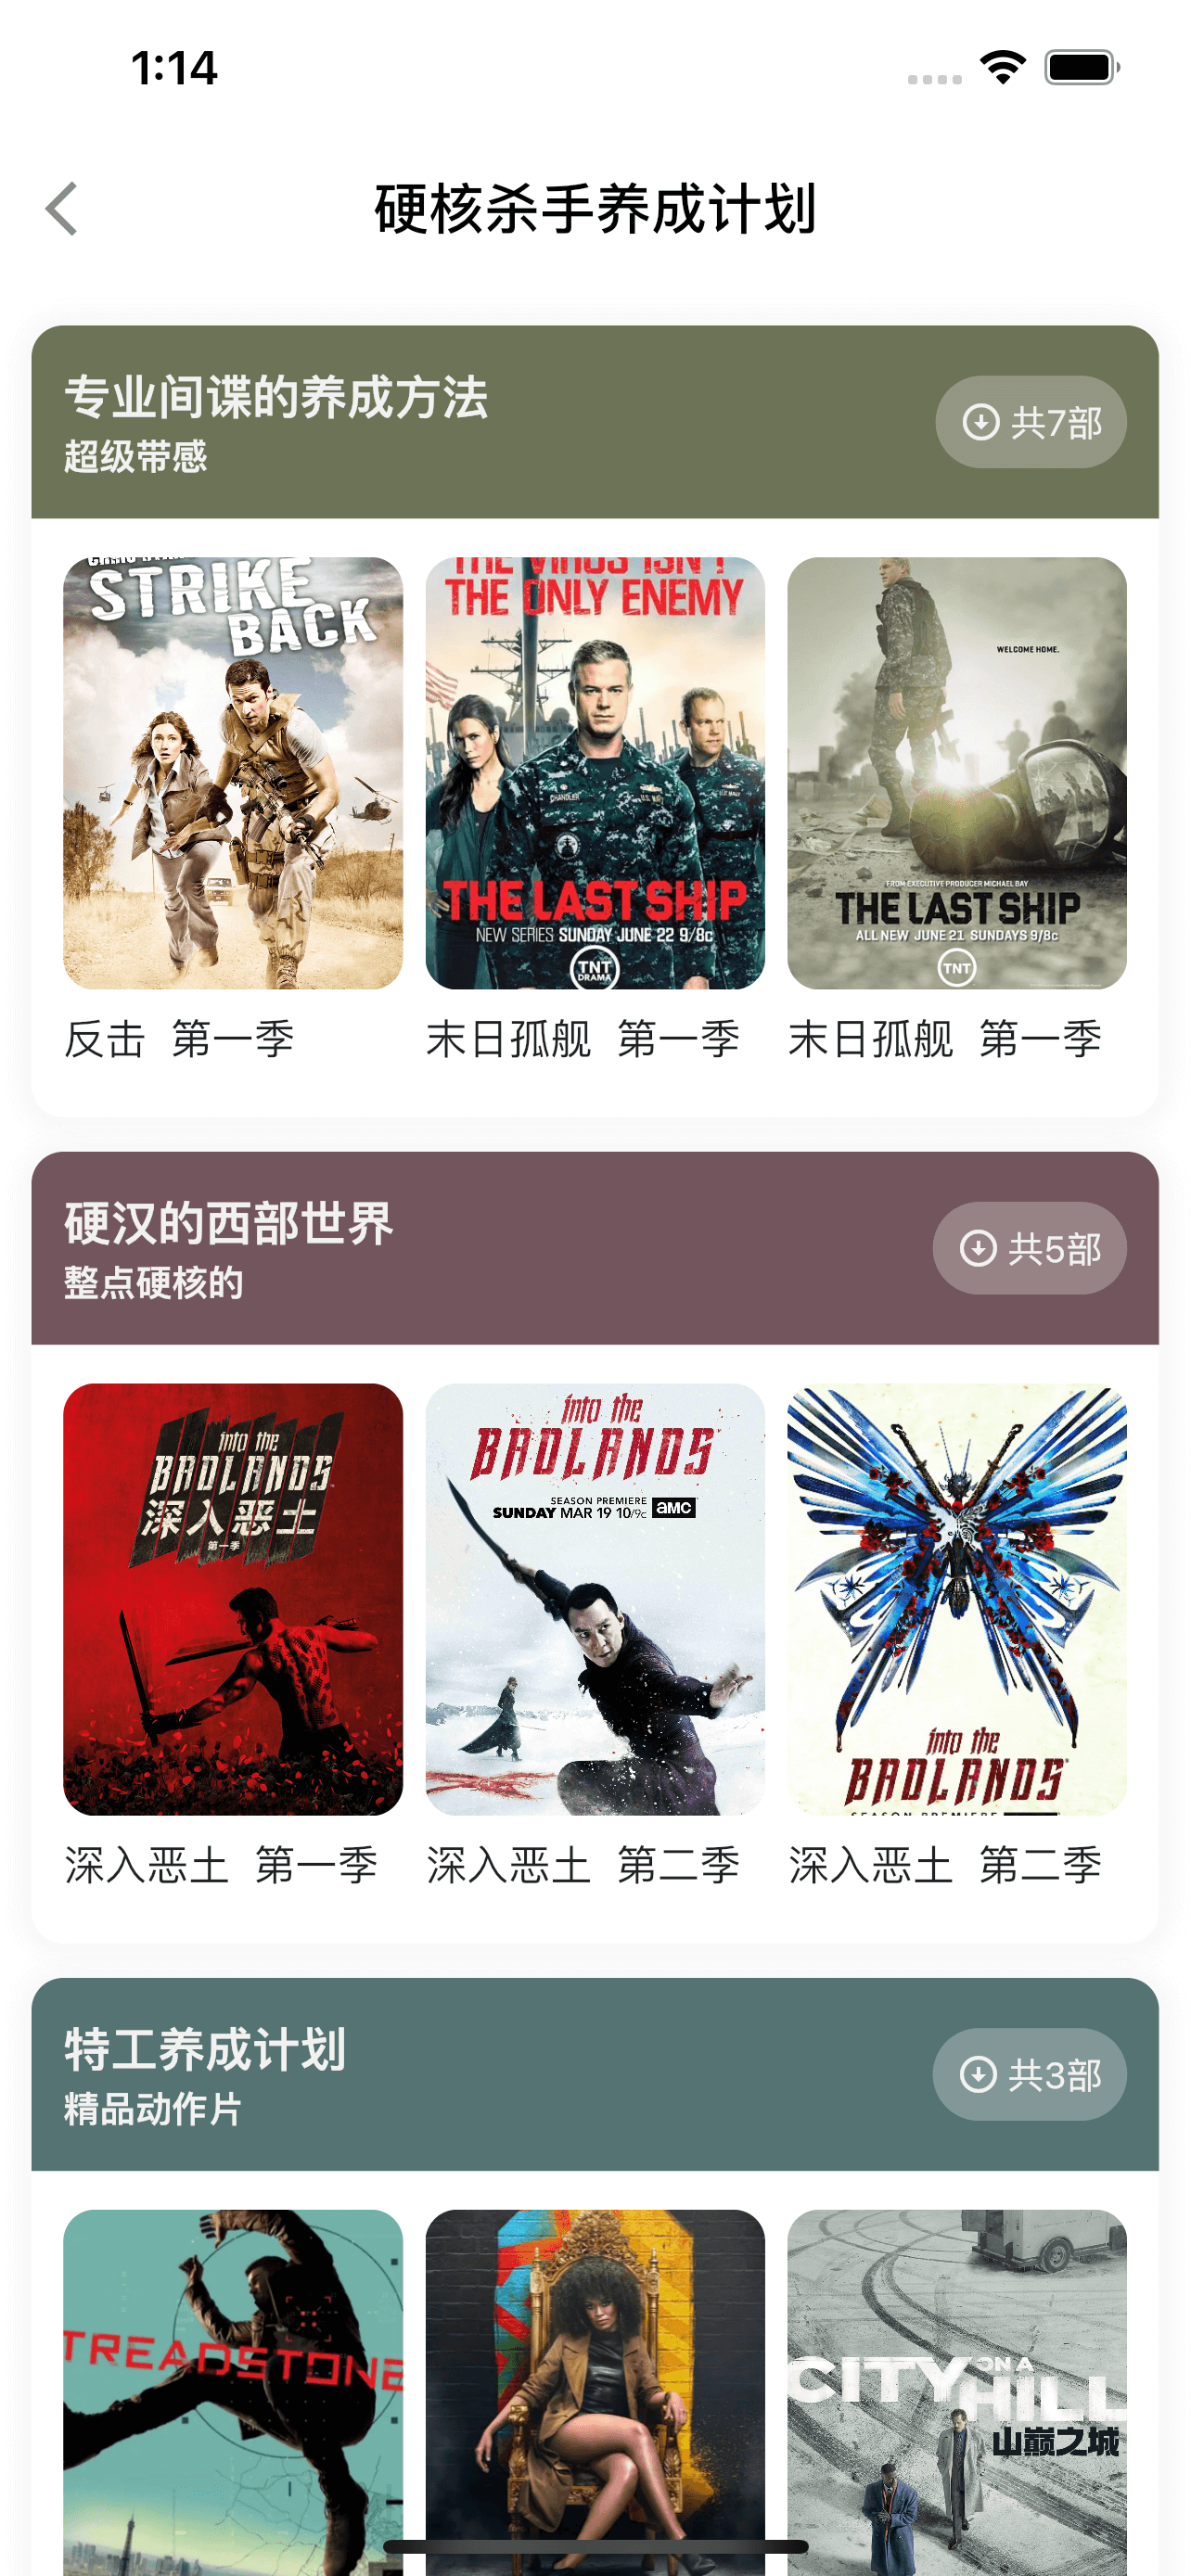 1:14
硬核杀手养成计划
专业间谍的养成方法
超级带感
共7部
STRIKE
BACK
THE VIRUS ISN'T
THE ONLY ENEMY
CHANDLER
U.S. NAVY
THE LAST SHIP
NEW SERIES SUNDAY JUNE 22 9/8c
TNT
DRAMA
WELCOME HOME.
FROM EXECUTIVE PRODUCER MICHAEL BAY
THE LAST SHIP
ALL NEW JUNE 21 SUNDAYS 9/8c
TNT
反击 第一季
末日孤舰 第一季
末日孤舰 第一季
硬汉的西部世界
整点硬核的
共5部
into the
BADLANDS
深入恶土
第一季
into the
BADLANDS
SEASON PREMIERE
SUNDAY MAR 19 10/9c amc
into the
BADLANDS
SEASON PREMIERE
深入恶土 第一季
深入恶土 第二季
深入恶土 第二季
特工养成计划
精品动作片
共3部
TREADSTONE
CITY ON A
HILL
山巅之城